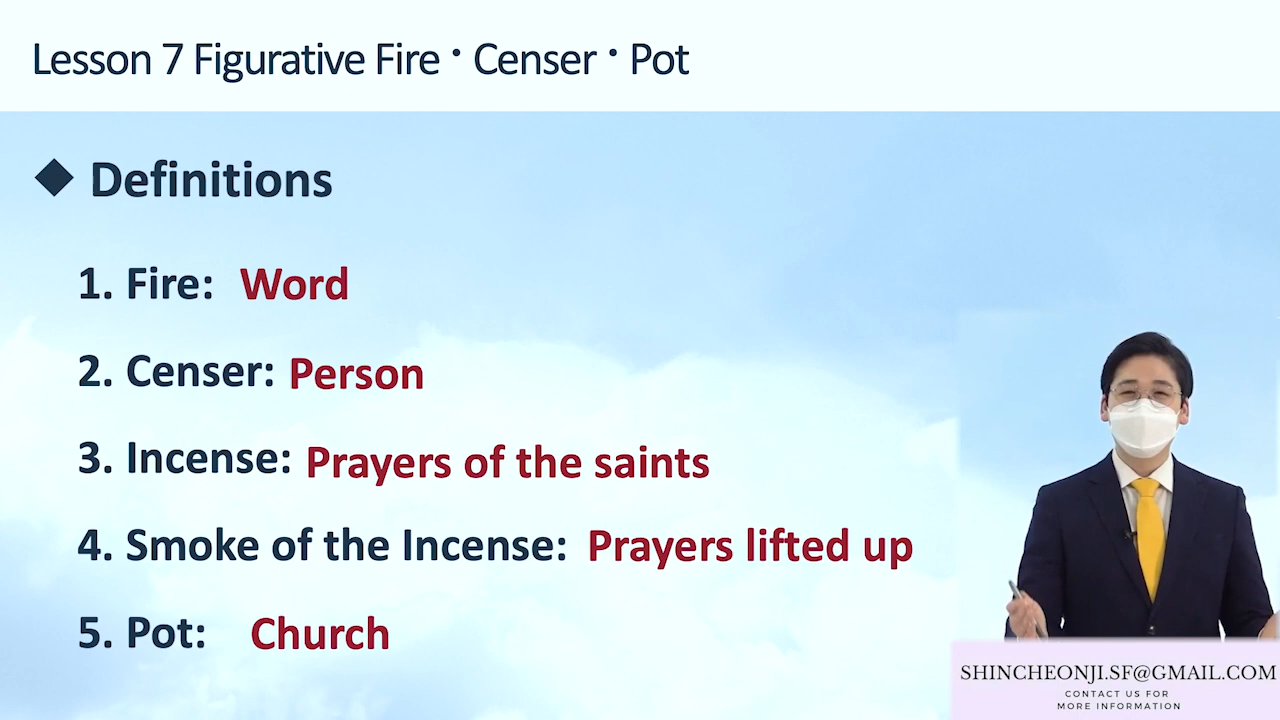 Lesson 7 Figurative Fire · Censer · Pot
◆ Definitions
1. Fire: Word
2. Censer: Person
3. Incense: Prayers of the saints
4. Smoke of the Incense: Prayers lifted up
5. Pot: Church
SHINCHEONJI.SF@GMAIL.COM
CONTACT US FOR
MORE INFORMATION